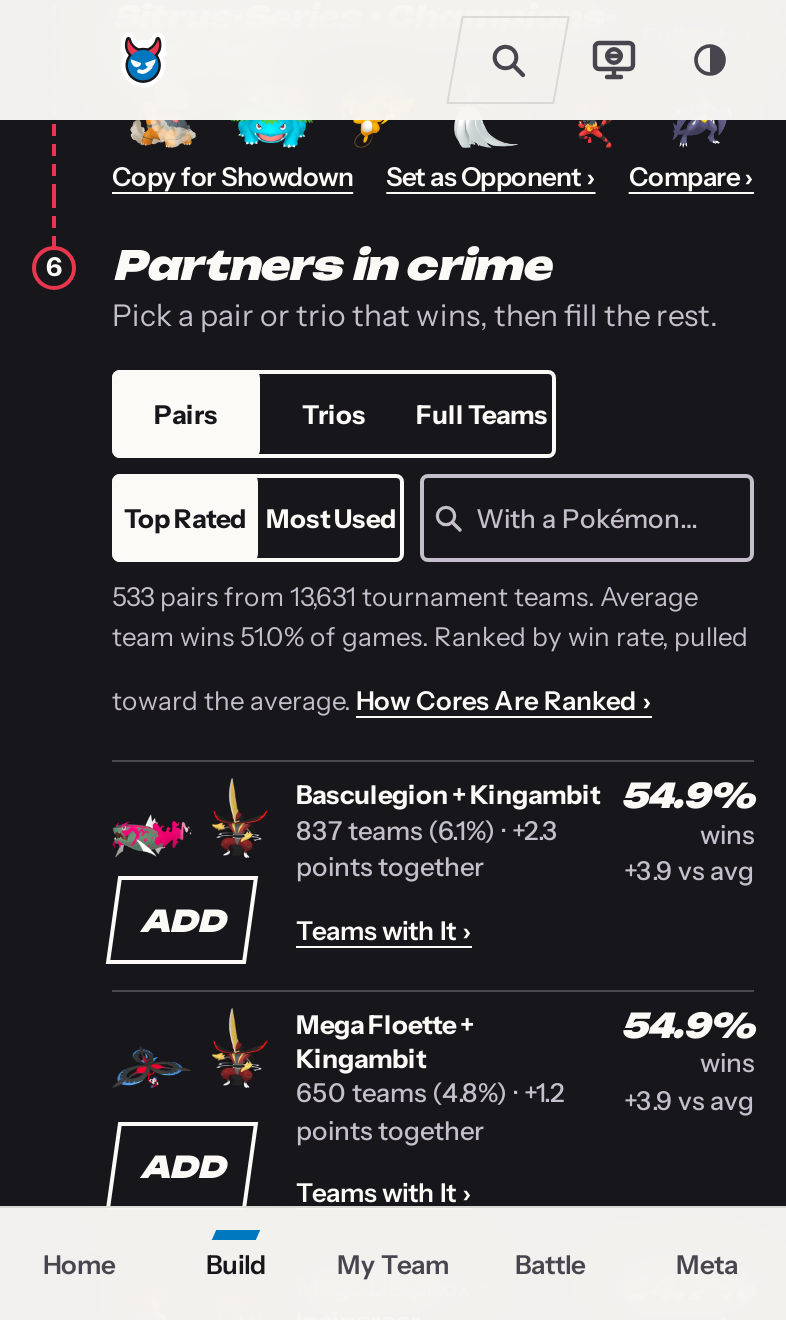 Copy for Showdown Set as Opponent › Compare ›
6 Partners in crime
Pick a pair or trio that wins, then fill the rest.
Pairs Trios Full Teams
Top Rated Most Used With a Pokémon...
533 pairs from 13,631 tournament teams. Average
team wins 51.0% of games. Ranked by win rate, pulled
toward the average. How Cores Are Ranked ›
Basculegion + Kingambit 54.9%
837 teams (6.1%) · +2.3 wins
points together +3.9 vs avg
ADD Teams with It ›
Mega Floette + 54.9%
Kingambit wins
650 teams (4.8%) · +1.2 +3.9 vs avg
points together
ADD Teams with It ›
Home Build My Team Battle Meta